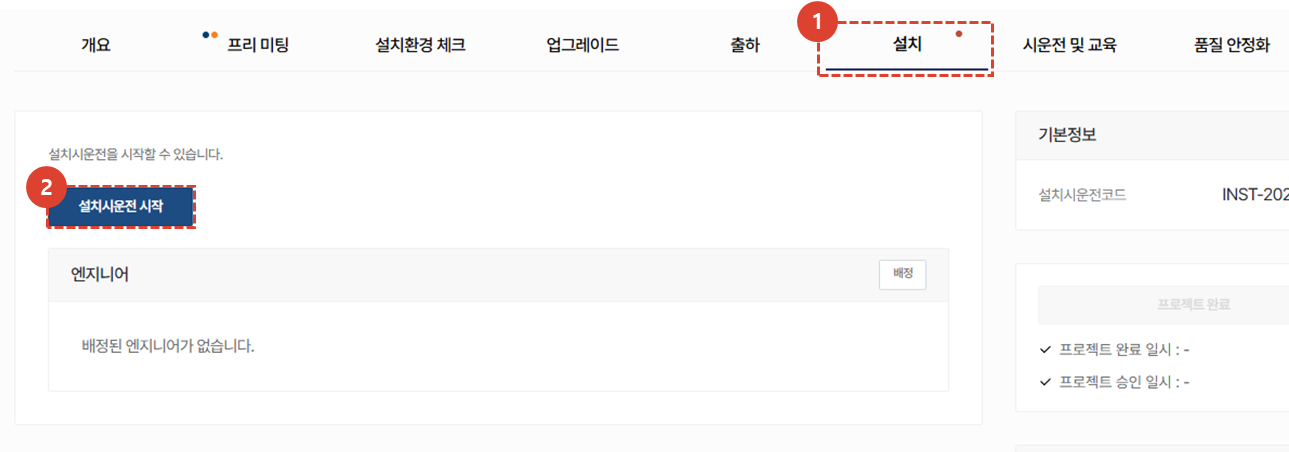 개요 프리 미팅 설치환경 체크 업그레이드 출하 1 설치 시운전 및 교육 품질 안정화
설치시운전을 시작할 수 있습니다.
2 설치시운전 시작
엔지니어 배정
배정된 엔지니어가 없습니다.
기본정보
설치시운전코드 INST-202
프로젝트 완료
프로젝트 완료 일시 : -
프로젝트 승인 일시 : -